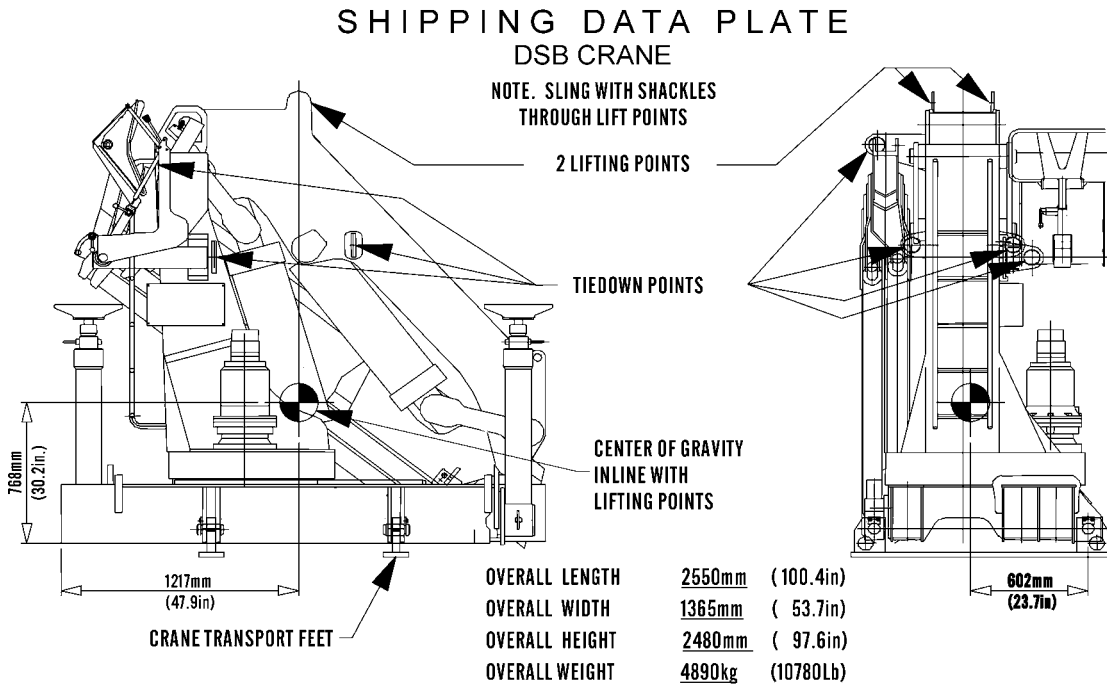 SHIPPING DATA PLATE
DSB CRANE
NOTE. SLING WITH SHACKLES
THROUGH LIFT POINTS
2 LIFTING POINTS
TIEDOWN POINTS
768mm
(30.2in.)
CENTER OF GRAVITY
INLINE WITH
LIFTING POINTS
1217mm
(47.9in)
CRANE TRANSPORT FEET
602mm
(23.7in)
OVERALL LENGTH 2550mm (100.4in)
OVERALL WIDTH 1365mm ( 53.7in)
OVERALL HEIGHT 2480mm ( 97.6in)
OVERALL WEIGHT 4890kg (10780Lb)